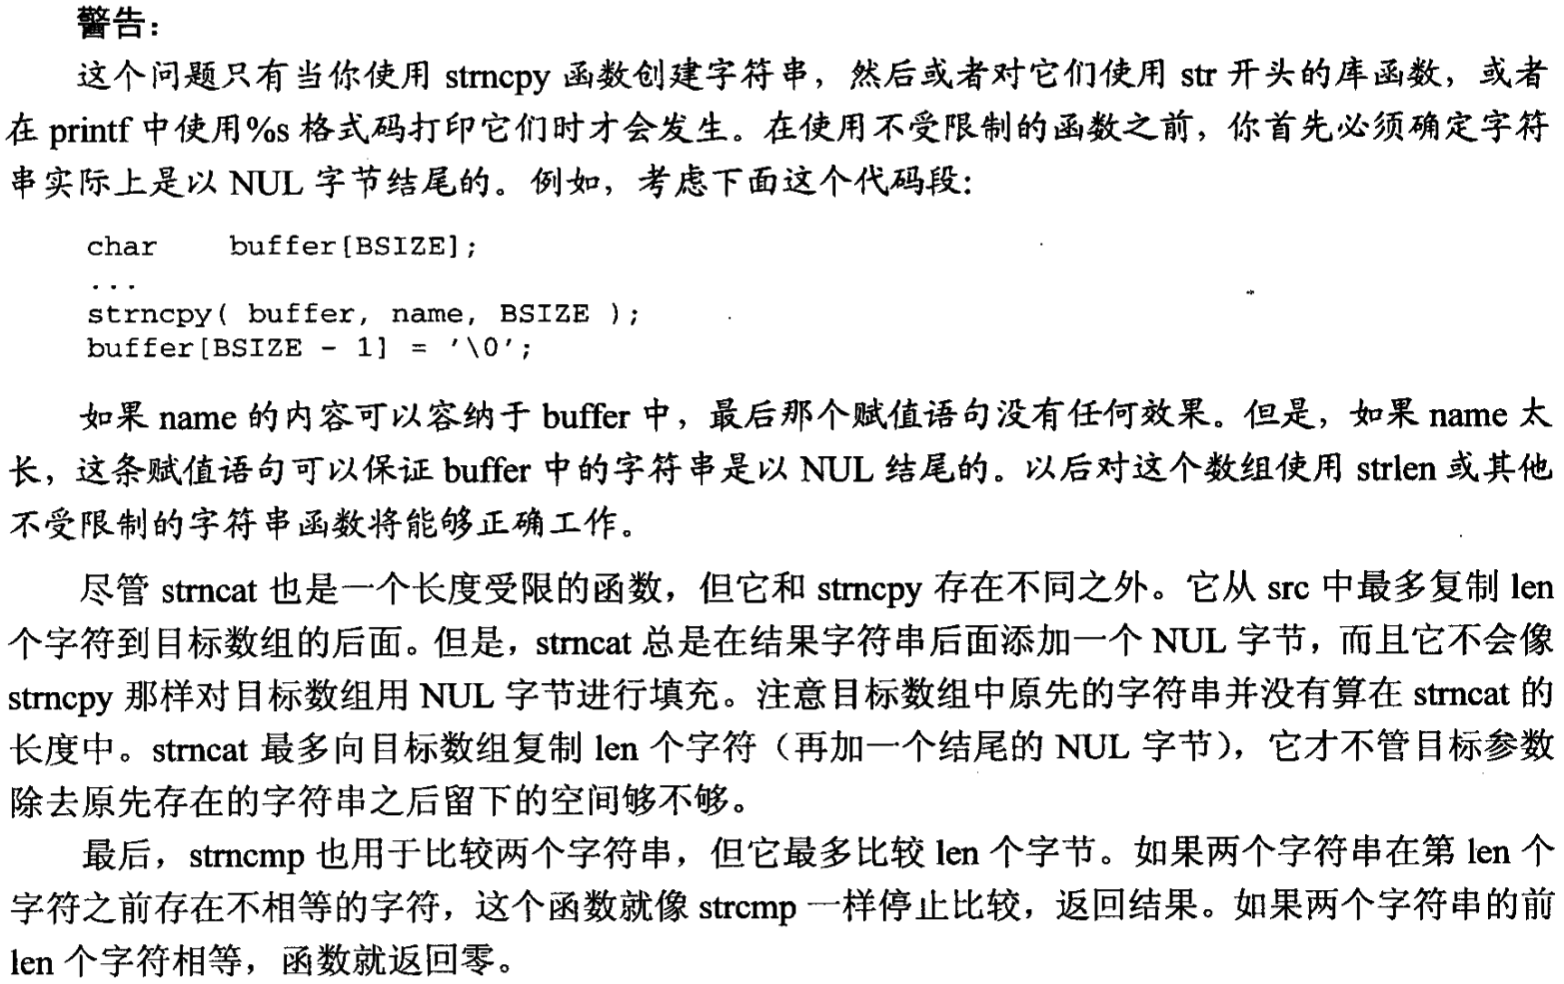 警告：
这个问题只有当你使用 strncpy 函数创建字符串，然后或者对它们使用 str 开头的库函数，或者
在 printf 中使用%s 格式码打印它们时才会发生。在使用不受限制的函数之前，你首先必须确定字符
串实际上是以 NUL 字节结尾的。例如，考虑下面这个代码段：
char    buffer[BSIZE];
...
strncpy( buffer, name, BSIZE );
buffer[BSIZE - 1] = '\0';
如果 name 的内容可以容纳于 buffer 中，最后那个赋值语句没有任何效果。但是，如果 name 太
长，这条赋值语句可以保证 buffer 中的字符串是以 NUL 结尾的。以后对这个数组使用 strlen 或其他
不受限制的字符串函数将能够正确工作。
尽管 strncat 也是一个长度受限的函数，但它和 strncpy 存在不同之外。它从 src 中最多复制 len
个字符到目标数组的后面。但是，strncat 总是在结果字符串后面添加一个 NUL 字节，而且它不会像
strncpy 那样对目标数组用 NUL 字节进行填充。注意目标数组中原先的字符串并没有算在 strncat 的
长度中。strncat 最多向目标数组复制 len 个字符（再加一个结尾的 NUL 字节），它才不管目标参数
除去原先存在的字符串之后留下的空间够不够。
最后，strncmp 也用于比较两个字符串，但它最多比较 len 个字节。如果两个字符串在第 len 个
字符之前存在不相等的字符，这个函数就像 strcmp 一样停止比较，返回结果。如果两个字符串的前
len 个字符相等，函数就返回零。